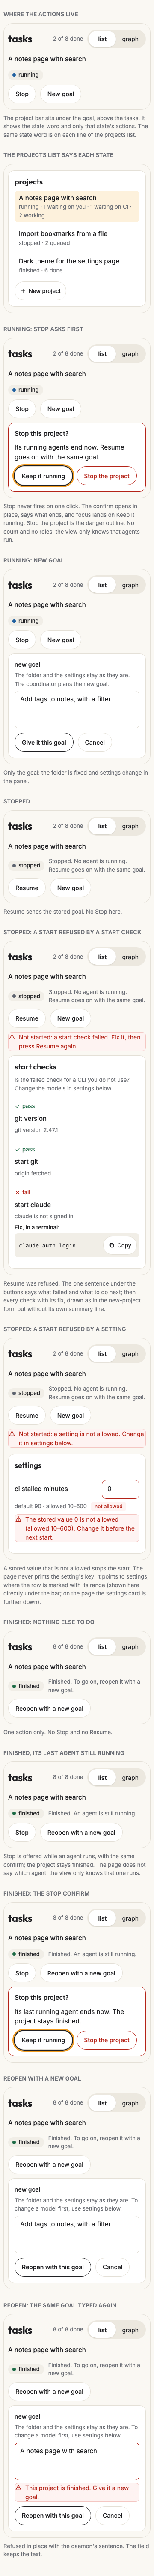 WHERE THE ACTIONS LIVE
tasks 2 of 8 done list graph
A notes page with search
running
Stop New goal
The project bar sits under the goal, above the tasks. It
shows the state word and only that state's actions. The
same state word is on each line of the projects list.
THE PROJECTS LIST SAYS EACH STATE
projects
A notes page with search
running · 1 waiting on you · 1 waiting on CI ·
2 working
Import bookmarks from a file
stopped · 2 queued
Dark theme for the settings page
finished · 6 done
+ New project
RUNNING: STOP ASKS FIRST
tasks 2 of 8 done list graph
A notes page with search
running
Stop New goal
Stop this project?
Its running agents end now. Resume
goes on with the same goal.
Keep it running Stop the project
Stop never fires on one click. The confirm opens in
place, says what ends, and focus lands on Keep it
running. Stop the project is the danger outline. No
count and no roles: the view only knows that agents
run.
RUNNING: NEW GOAL
tasks 2 of 8 done list graph
A notes page with search
running
Stop New goal
new goal
The folder and the settings stay as they are.
The coordinator plans the new goal.
Add tags to notes, with a filter
Give it this goal Cancel
Only the goal: the folder is fixed and settings change in
the panel.
STOPPED
tasks 2 of 8 done list graph
A notes page with search
stopped Stopped. No agent is running.
Resume goes on with the same goal.
Resume New goal
Resume sends the stored goal. No Stop here.
STOPPED: A START REFUSED BY A START CHECK
tasks 2 of 8 done list graph
A notes page with search
stopped Stopped. No agent is running.
Resume goes on with the same goal.
Resume New goal
Not started: a start check failed. Fix it, then
press Resume again.
start checks
Is the failed check for a CLI you do not use?
Change the models in settings below.
pass
git version
git version 2.47.1
pass
start git
origin fetched
fail
start claude
claude is not signed in
Fix, in a terminal:
claude auth login Copy
Resume was refused. The one sentence under the
buttons says what failed and what to do next; then
every check with its fix, drawn as in the new-project
form but without its own summary line.
STOPPED: A START REFUSED BY A SETTING
tasks 2 of 8 done list graph
A notes page with search
stopped Stopped. No agent is running.
Resume goes on with the same goal.
Resume New goal
Not started: a setting is not allowed. Change
it in settings below.
settings
ci stalled minutes 0
default 90 · allowed 10–600 not allowed
The stored value 0 is not allowed
(allowed 10–600). Change it before the
next start.
A stored value that is not allowed stops the start. The
page never prints the setting's key: it points to settings,
where the row is marked with its range (shown here
directly under the bar; on the page the settings card is
further down).
FINISHED: NOTHING ELSE TO DO
tasks 8 of 8 done list graph
A notes page with search
finished Finished. To go on, reopen it with a
new goal.
Reopen with a new goal
One action only. No Stop and no Resume.
FINISHED, ITS LAST AGENT STILL RUNNING
tasks 8 of 8 done list graph
A notes page with search
finished Finished. An agent is still running.
Stop Reopen with a new goal
Stop is offered while an agent runs, with the same
confirm; the project stays finished. The page does not
say which agent: the view only knows that one runs.
FINISHED: THE STOP CONFIRM
tasks 8 of 8 done list graph
A notes page with search
finished Finished. An agent is still running.
Stop Reopen with a new goal
Stop this project?
Its last running agent ends now. The
project stays finished.
Keep it running Stop the project
REOPEN WITH A NEW GOAL
tasks 8 of 8 done list graph
A notes page with search
finished Finished. To go on, reopen it with a
new goal.
Reopen with a new goal
new goal
The folder and the settings stay as they are. To
change a model first, use settings below.
Add tags to notes, with a filter
Reopen with this goal Cancel
REOPEN: THE SAME GOAL TYPED AGAIN
tasks 8 of 8 done list graph
A notes page with search
finished Finished. To go on, reopen it with a
new goal.
Reopen with a new goal
new goal
The folder and the settings stay as they are. To
change a model first, use settings below.
A notes page with search
This project is finished. Give it a new
goal.
Reopen with this goal Cancel
Refused in place with the daemon's sentence. The field
keeps the text.